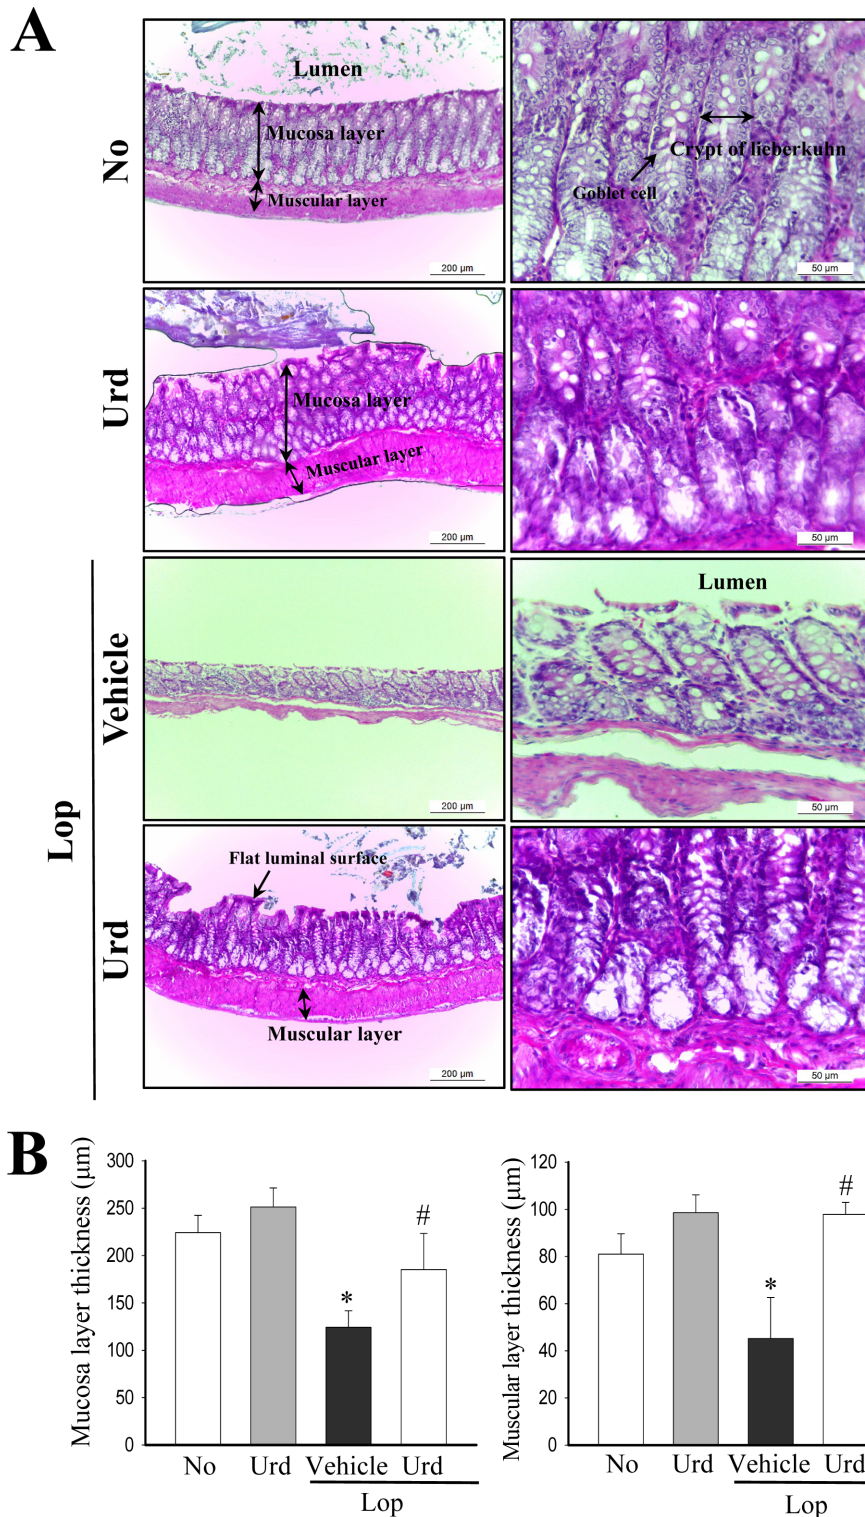 A
No
Lumen
Mucosa layer
Muscular layer
200 µm
Crypt of lieberkuhn
Goblet cell
50 µm
Urd
Mucosa layer
Muscular layer
200 µm
50 µm
Lop
Vehicle
200 µm
Lumen
50 µm
Urd
Flat luminal surface
Muscular layer
200 µm
50 µm
B
Mucosa layer thickness (µm)
300
250
200
150
100
50
0
*
#
No Urd Vehicle Urd
Lop
Muscular layer thickness (µm)
120
100
80
60
40
20
0
*
#
No Urd Vehicle Urd
Lop